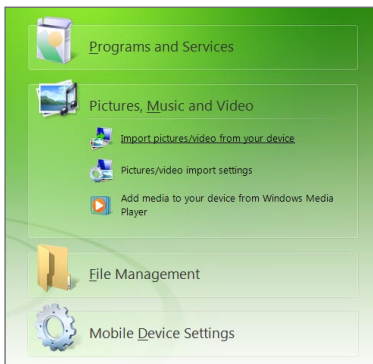 Programs and Services
Pictures, Music and Video
Import pictures/video from your device
Pictures/video import settings
Add media to your device from Windows Media
Player
File Management
Mobile Device Settings